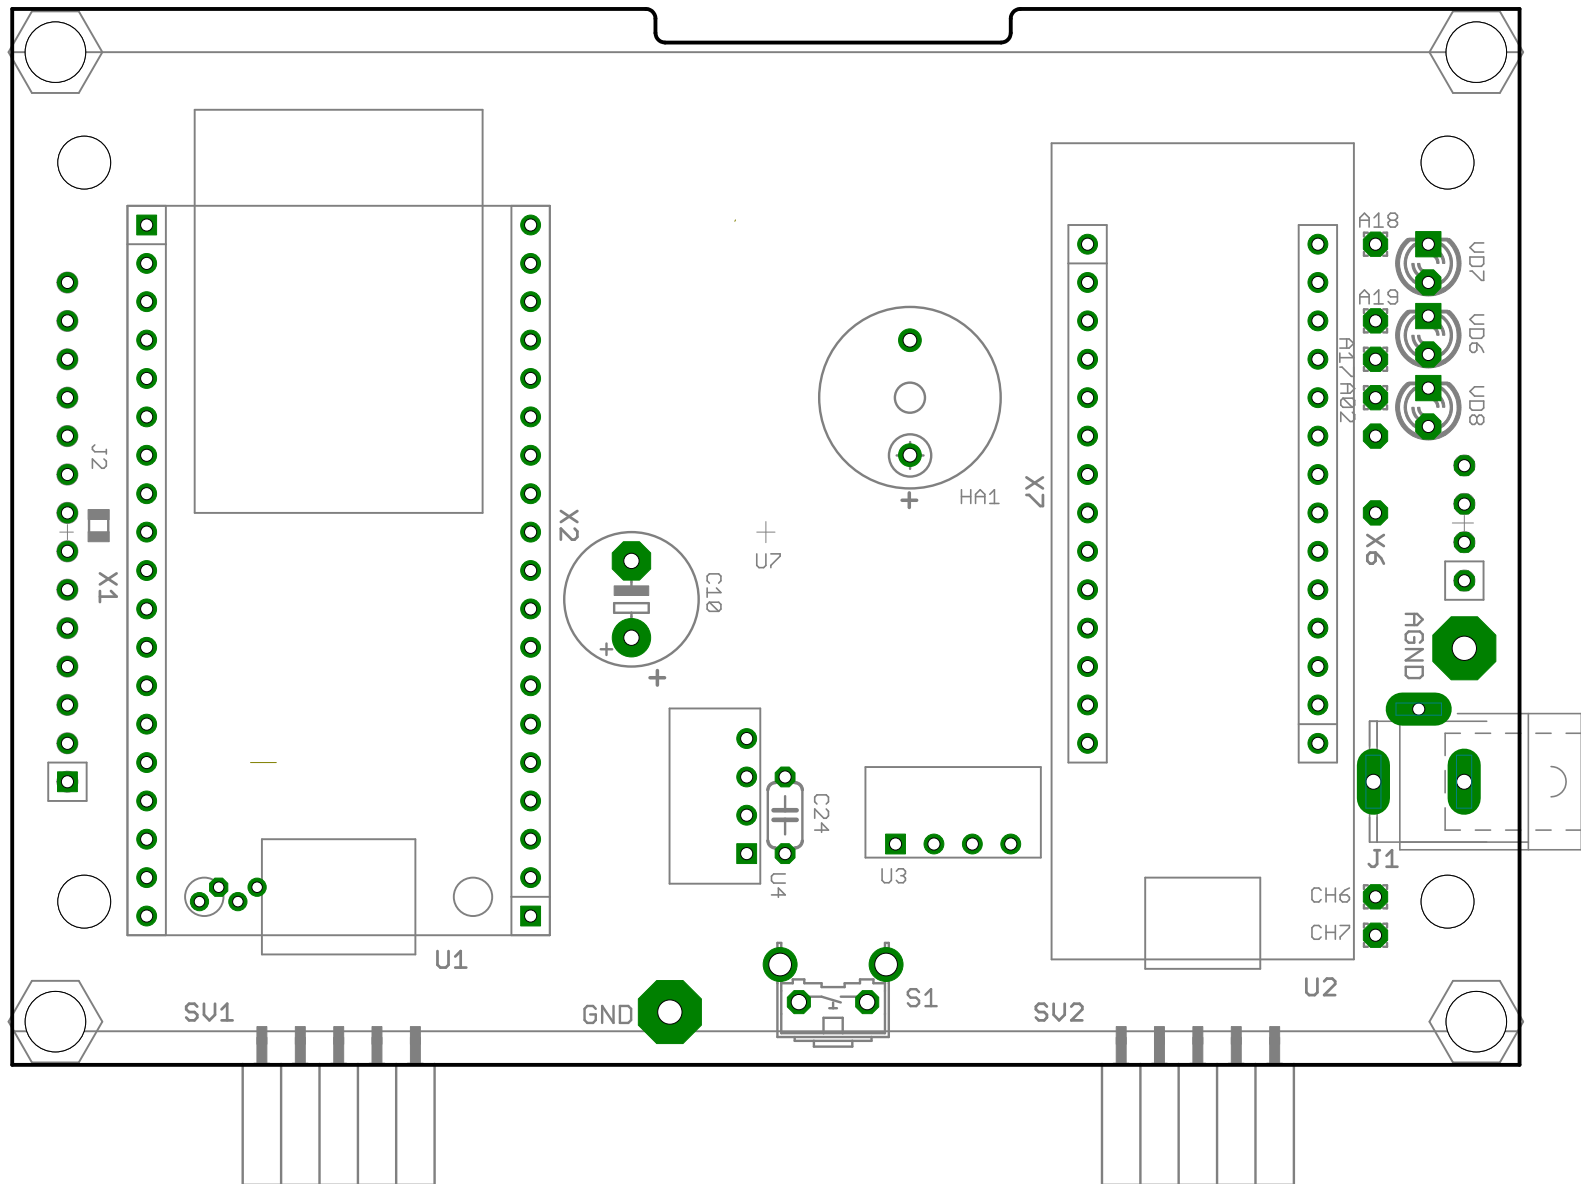 A18
VD7
A19
VD6
A17
A02
VD8
J2
X7
HA1
+
X2
U7
X6
X1
C10
+
+
AGND
C24
J1
U3
U4
CH6
CH7
U1
U2
SV1
GND
S1
SV2